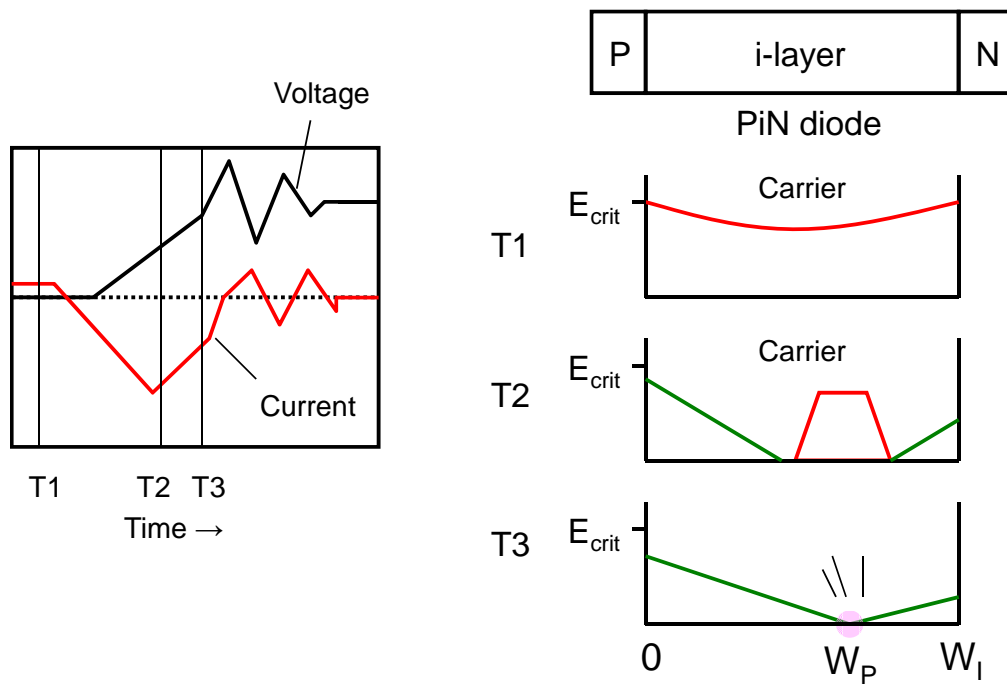 Voltage
Current
T1
T2
T3
Time →
P
i-layer
N
PiN diode
T1
Ecrit
Carrier
T2
Ecrit
Carrier
T3
Ecrit
0
WP
WI